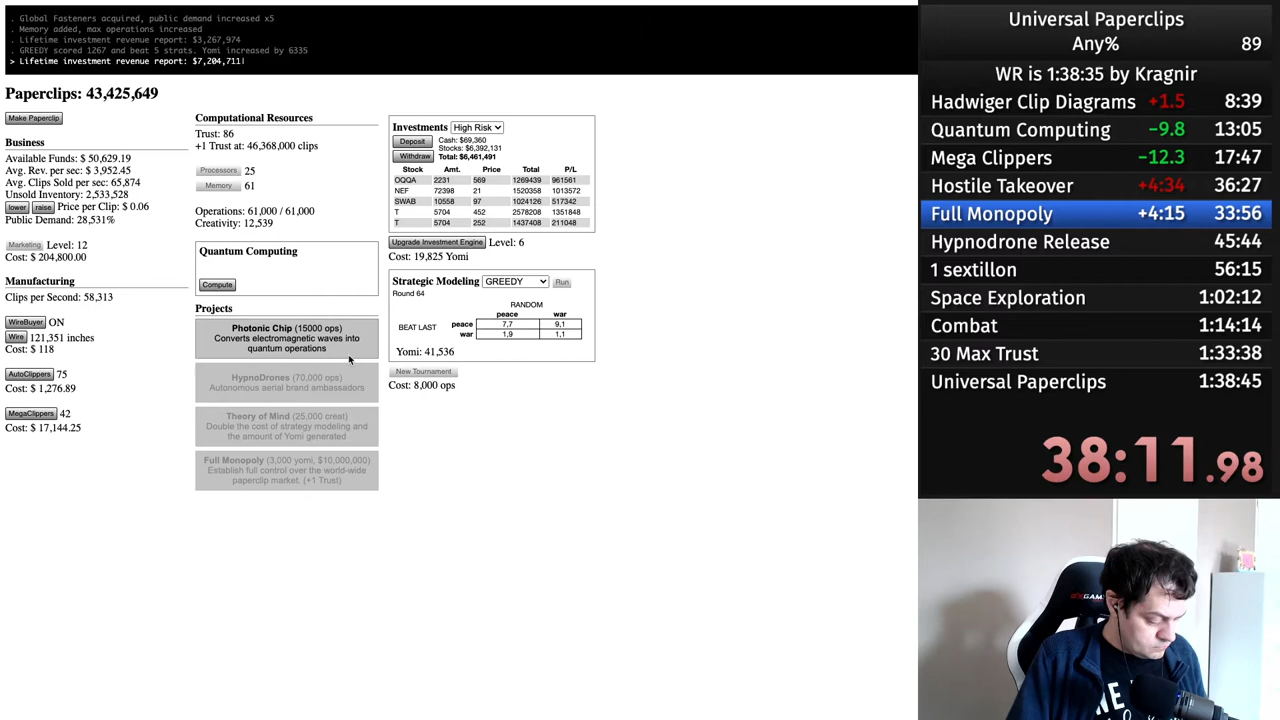 . Global Fasteners acquired, public demand increased x5
. Memory added, max operations increased
. Lifetime investment revenue report: $3,267,974
. GREEDY scored 1267 and beat 5 strats. Yomi increased by 6335
> Lifetime investment revenue report: $7,204,711
Paperclips: 43,425,649
Make Paperclip
Business
Available Funds: $ 50,629.19
Avg. Rev. per sec: $ 3,952.45
Avg. Clips Sold per sec: 65,874
Unsold Inventory: 2,533,528
lower raise Price per Clip: $ 0.06
Public Demand: 28,531%
Marketing Level: 12
Cost: $ 204,800.00
Manufacturing
Clips per Second: 58,313
WireBuyer ON
Wire 121,351 inches
Cost: $ 118
AutoClippers 75
Cost: $ 1,276.89
MegaClippers 42
Cost: $ 17,144.25
Computational Resources
Trust: 86
+1 Trust at: 46,368,000 clips
Processors 25
Memory 61
Operations: 61,000 / 61,000
Creativity: 12,539
Quantum Computing
Compute
Projects
Photonic Chip (15000 ops)
Converts electromagnetic waves into
quantum operations
HypnoDrones (70,000 ops)
Autonomous aerial brand ambassadors
Theory of Mind (25,000 creat)
Double the cost of strategy modeling and
the amount of Yomi generated
Full Monopoly (3,000 yomi, $10,000,000)
Establish full control over the world-wide
paperclip market. (+1 Trust)
Investments High Risk
Deposit Cash: $69,360
Stocks: $6,392,131
Withdraw Total: $6,461,491
Stock Amt. Price Total P/L
OQQA 2231 569 1269439 961561
NEF 72398 21 1520358 1013572
SWAB 10558 97 1024126 517342
T 5704 452 2578208 1351848
T 5704 252 1437408 211048
Upgrade Investment Engine Level: 6
Cost: 19,825 Yomi
Strategic Modeling GREEDY Run
Round 64
RANDOM
peace war
BEAT LAST peace 7,7 9,1
war 1,9 1,1
Yomi: 41,536
New Tournament
Cost: 8,000 ops
Universal Paperclips
Any% 89
WR is 1:38:35 by Kragnir
Hadwiger Clip Diagrams +1.5 8:39
Quantum Computing −9.8 13:05
Mega Clippers −12.3 17:47
Hostile Takeover +4:34 36:27
Full Monopoly +4:15 33:56
Hypnodrone Release 45:44
1 sextillon 56:15
Space Exploration 1:02:12
Combat 1:14:14
30 Max Trust 1:33:38
Universal Paperclips 1:38:45
38:11.98